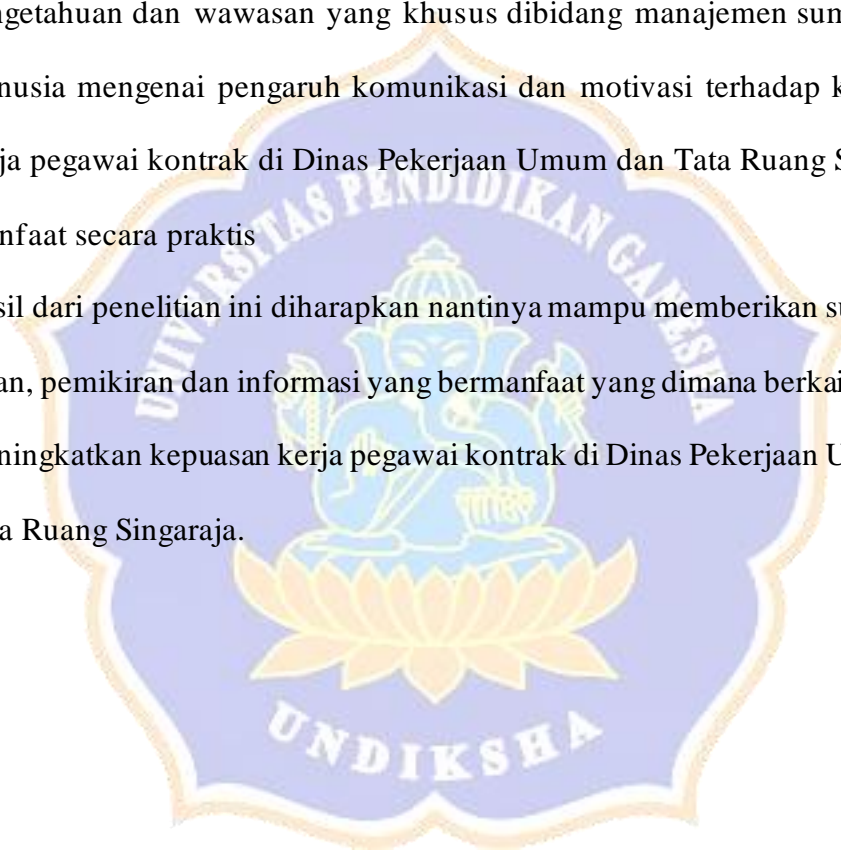 ngetahuan dan wawasan yang khusus dibidang manajemen sum
nusia mengenai pengaruh komunikasi dan motivasi terhadap k
ja pegawai kontrak di Dinas Pekerjaan Umum dan Tata Ruang S
nfaat secara praktis
sil dari penelitian ini diharapkan nantinya mampu memberikan su
an, pemikiran dan informasi yang bermanfaat yang dimana berkai
ningkatkan kepuasan kerja pegawai kontrak di Dinas Pekerjaan U
a Ruang Singaraja.
UNIVERSITAS PENDIDIKAN GANESHA
UNDIKSHA